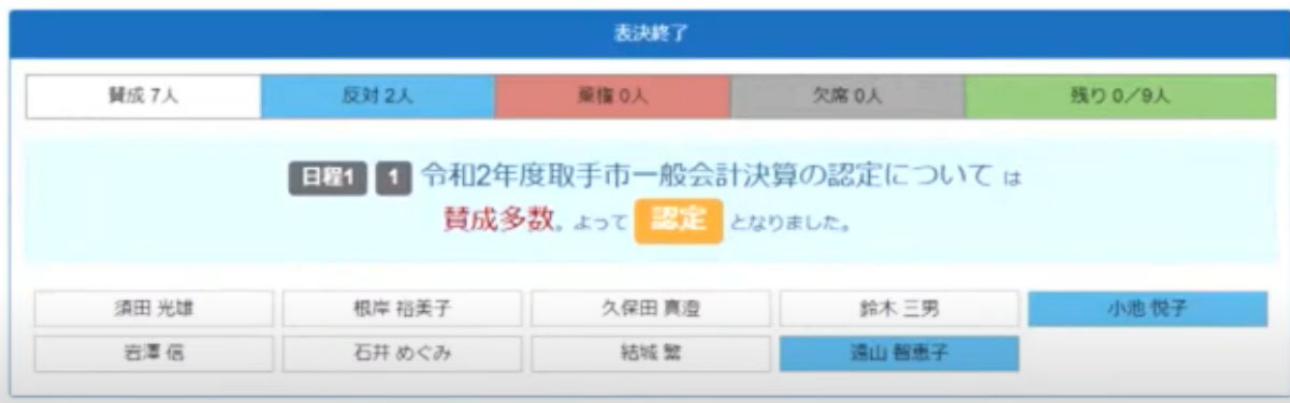 表決終了
賛成 7人 反対 2人 棄権 0人 欠席 0人 残り 0／9人
日程1 1 令和2年度取手市一般会計決算の認定について は
賛成多数。よって 認定 となりました。
須田 光雄 根岸 裕美子 久保田 真澄 鈴木 三男 小池 悦子
岩澤 信 石井 めぐみ 結城 繁 遠山 智恵子